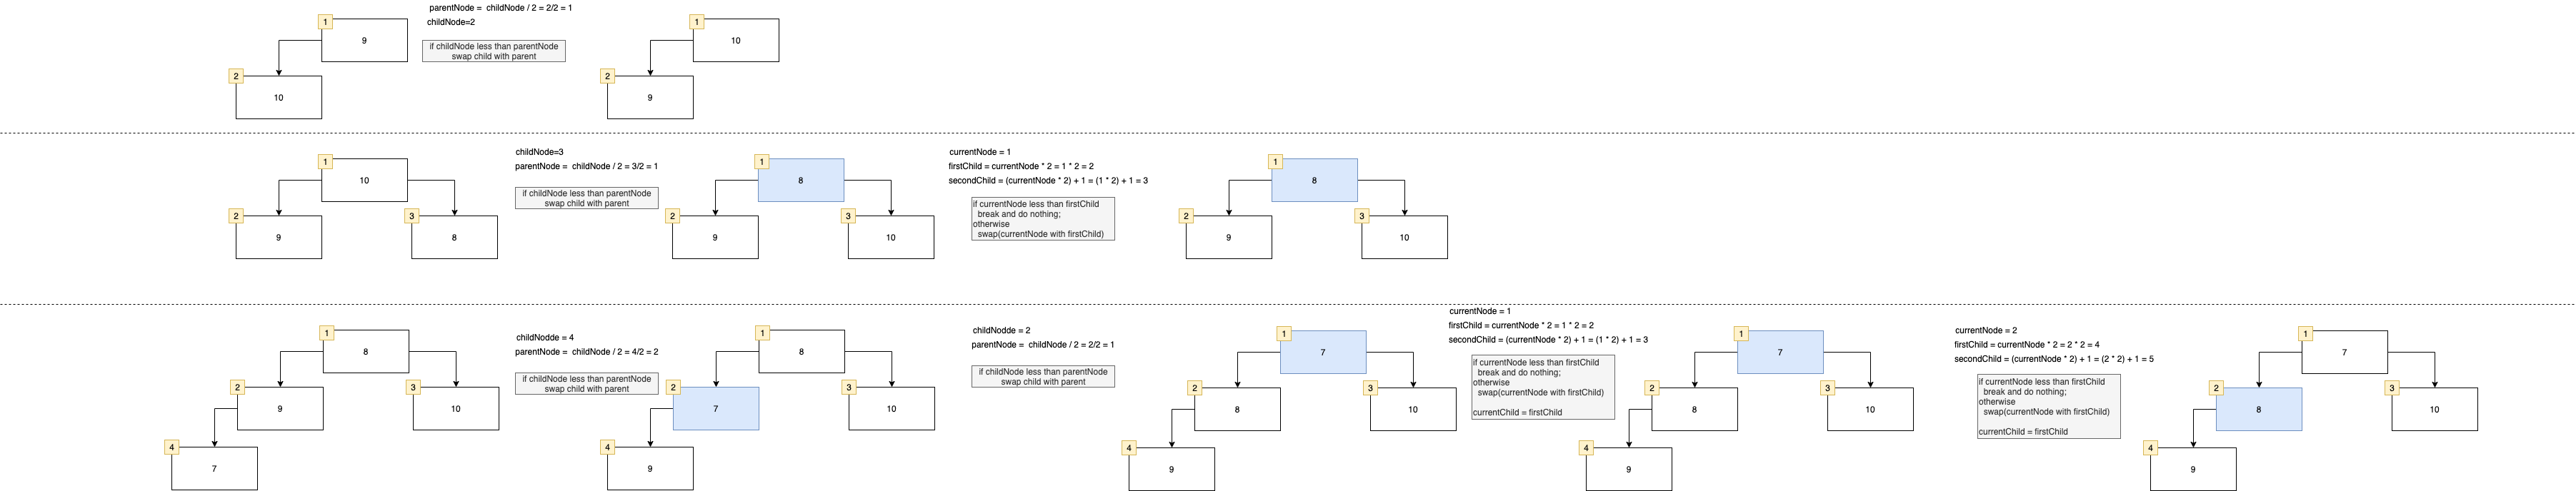 parentNode =  childNode / 2 = 2/2 = 1
childNode=2
1
9
if childNode less than parentNode
swap child with parent
2
10
1
10
2
9
1
10
2
9
3
8
childNode=3
parentNode =  childNode / 2 = 3/2 = 1
if childNode less than parentNode
swap child with parent
1
8
2
9
3
10
currentNode = 1
firstChild = currentNode * 2 = 1 * 2 = 2
secondChild = (currentNode * 2) + 1 = (1 * 2) + 1 = 3
if currentNode less than firstChild
break and do nothing;
otherwise
swap(currentNode with firstChild)
1
8
2
9
3
10
1
8
2
9
3
10
4
7
childNodde = 4
parentNode =  childNode / 2 = 4/2 = 2
if childNode less than parentNode
swap child with parent
1
8
2
7
3
10
4
9
childNodde = 2
parentNode =  childNode / 2 = 2/2 = 1
if childNode less than parentNode
swap child with parent
1
7
2
8
3
10
4
9
currentNode = 1
firstChild = currentNode * 2 = 1 * 2 = 2
secondChild = (currentNode * 2) + 1 = (1 * 2) + 1 = 3
if currentNode less than firstChild
break and do nothing;
otherwise
swap(currentNode with firstChild)
currentChild = firstChild
1
7
2
8
3
10
4
9
currentNode = 2
firstChild = currentNode * 2 = 2 * 2 = 4
secondChild = (currentNode * 2) + 1 = (2 * 2) + 1 = 5
if currentNode less than firstChild
break and do nothing;
otherwise
swap(currentNode with firstChild)
currentChild = firstChild
1
7
2
8
3
10
4
9